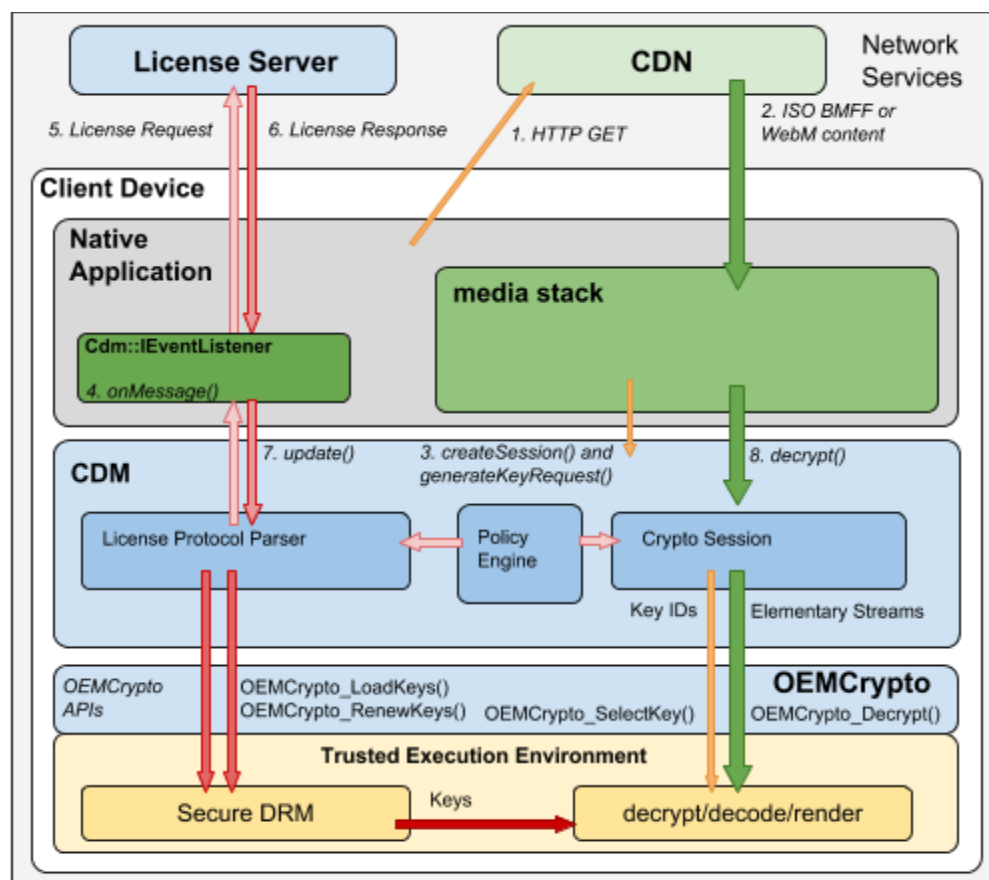 License Server
CDN
Network
Services
5. License Request
6. License Response
1. HTTP GET
2. ISO BMFF or
WebM content
Client Device
Native
Application
media stack
Cdm::IEventListener
4. onMessage()
7. update()
3. createSession() and
generateKeyRequest()
8. decrypt()
CDM
License Protocol Parser
Policy
Engine
Crypto Session
Key IDs
Elementary Streams
OEMCrypto
APIs
OEMCrypto_LoadKeys()
OEMCrypto_RenewKeys()
OEMCrypto_SelectKey()
OEMCrypto
OEMCrypto_Decrypt()
Trusted Execution Environment
Secure DRM
Keys
decrypt/decode/render